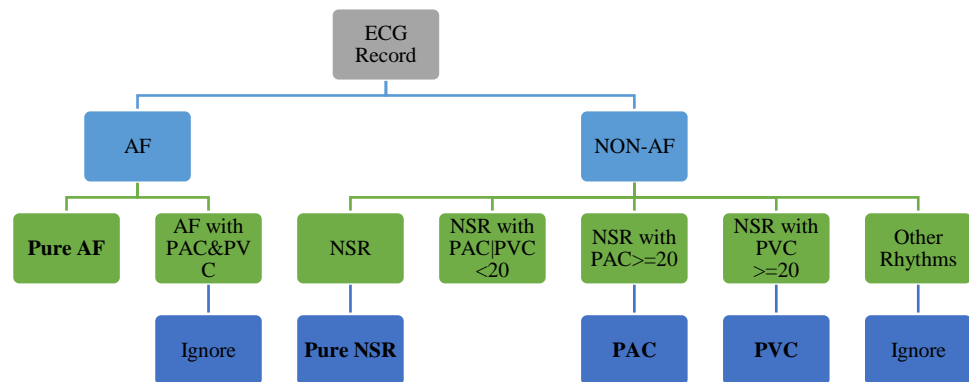 ECG
Record
AF
NON-AF
Pure AF
AF with
PAC&PV
C
NSR
NSR with
PAC|PVC
<20
NSR with
PAC>=20
NSR with
PVC
>=20
Other
Rhythms
Ignore
Pure NSR
PAC
PVC
Ignore